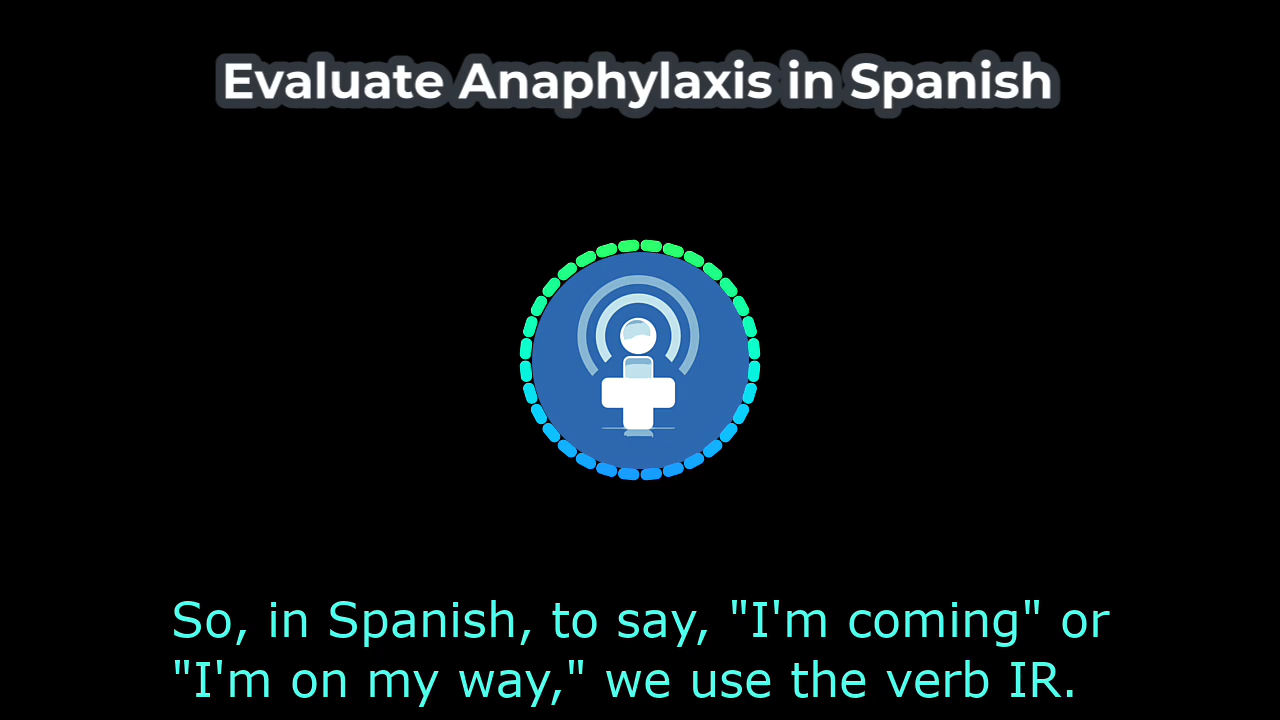 Evaluate Anaphylaxis in Spanish
So, in Spanish, to say, "I'm coming" or
"I'm on my way," we use the verb IR.